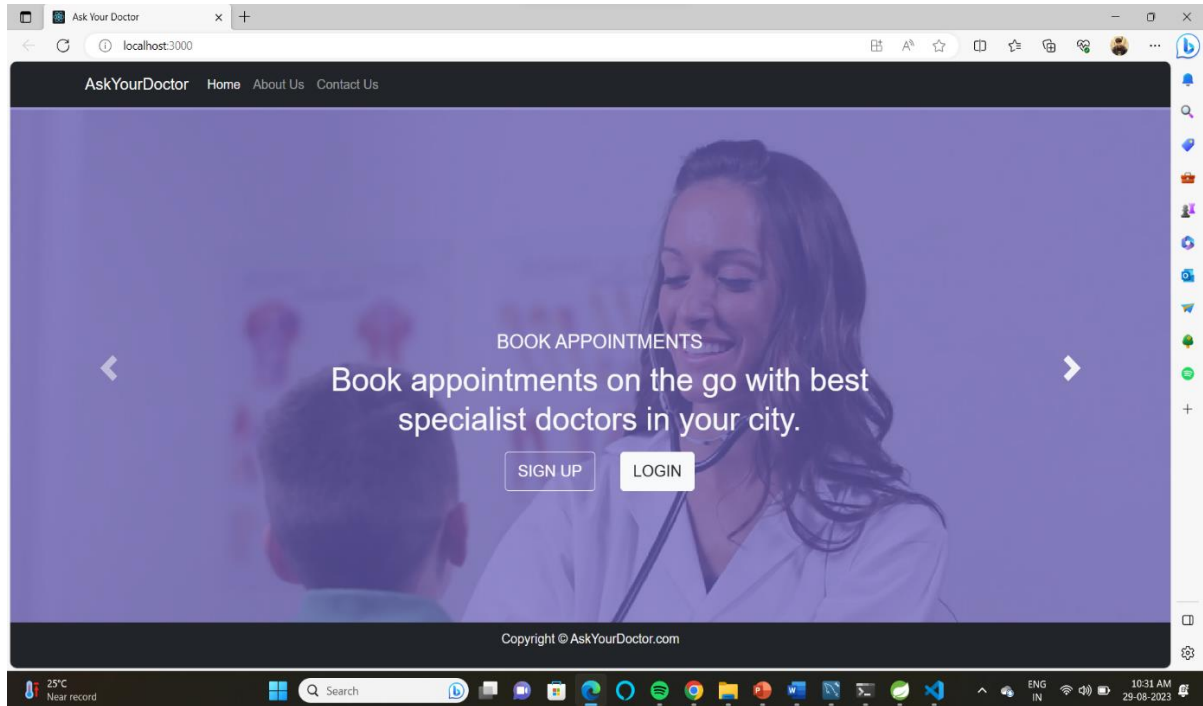 Ask Your Doctor
localhost:3000
AskYourDoctor Home About Us Contact Us
BOOK APPOINTMENTS
Book appointments on the go with best
specialist doctors in your city.
SIGN UP LOGIN
Copyright © AskYourDoctor.com
25°C
Near record
Search
ENG
IN
10:31 AM
29-08-2023